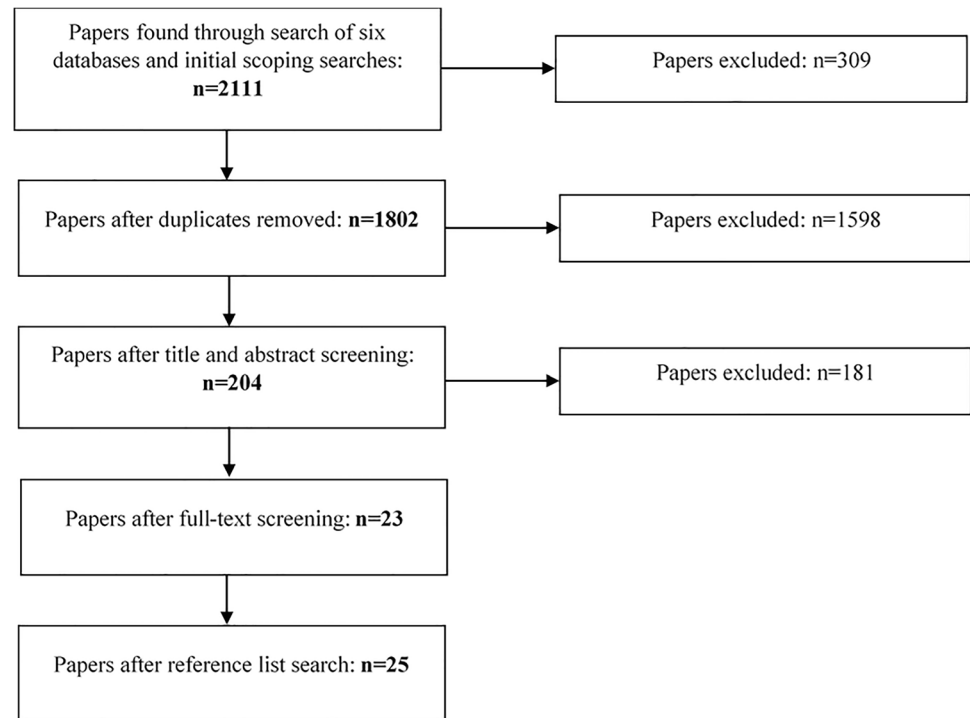 Papers found through search of six
databases and initial scoping searches:
n=2111
Papers excluded: n=309
Papers after duplicates removed: n=1802
Papers excluded: n=1598
Papers after title and abstract screening:
n=204
Papers excluded: n=181
Papers after full-text screening: n=23
Papers after reference list search: n=25